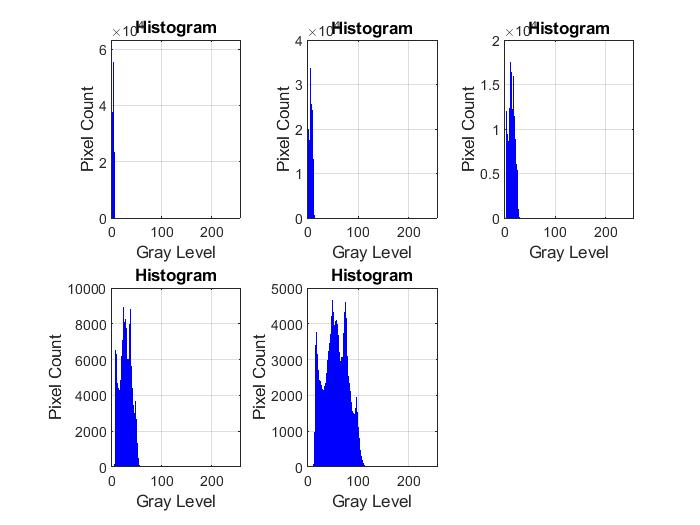 ×10⁴ Histogram
6
4
2
0
Pixel Count
0 100 200
Gray Level
×10⁴ Histogram
4
3
2
1
0
Pixel Count
0 100 200
Gray Level
×10⁴ Histogram
2
1.5
1
0.5
0
Pixel Count
0 100 200
Gray Level
Histogram
10000
8000
6000
4000
2000
0
Pixel Count
0 100 200
Gray Level
Histogram
5000
4000
3000
2000
1000
0
Pixel Count
0 100 200
Gray Level